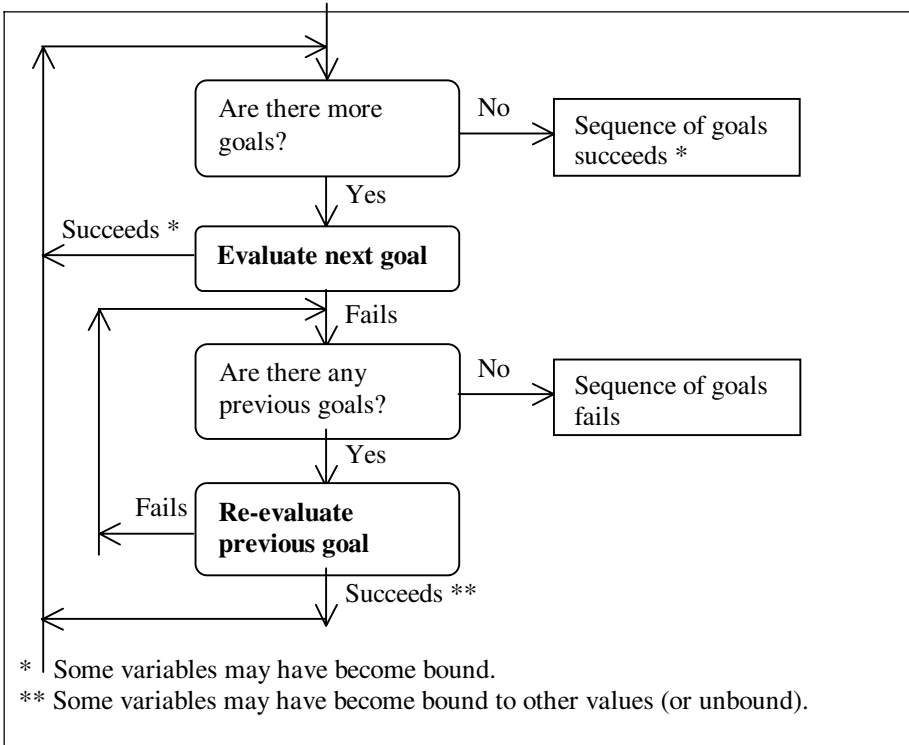 Are there more
goals?
No
Sequence of goals
succeeds *
Yes
Succeeds *
Evaluate next goal
Fails
Are there any
previous goals?
No
Sequence of goals
fails
Yes
Fails
Re-evaluate
previous goal
Succeeds **
* Some variables may have become bound.
** Some variables may have become bound to other values (or unbound).